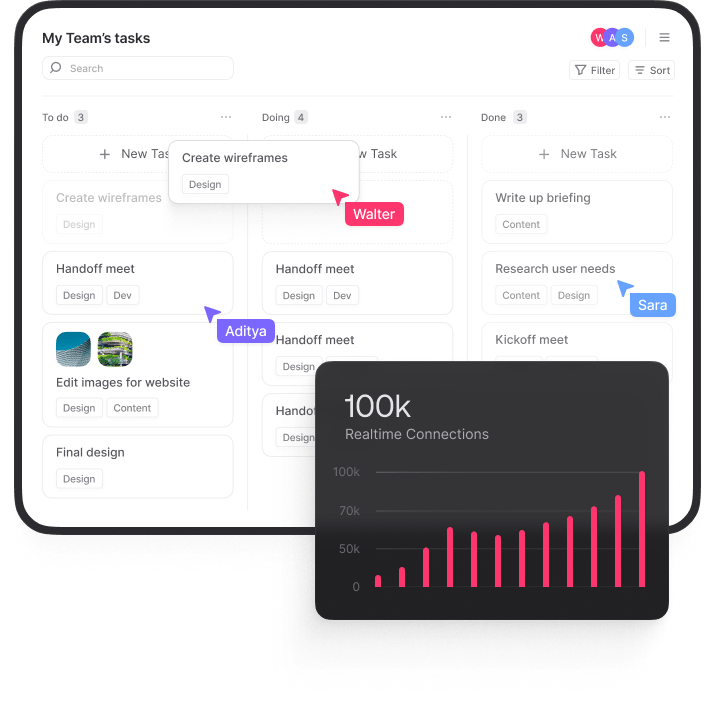 My Team's tasks
W A S
Search
Filter
Sort
To do 3
New Tas
Create wireframes
Design
Handoff meet
Design Dev
Aditya
Edit images for website
Design Content
Final design
Design
Create wireframes
Design
Walter
Doing 4
w Task
Handoff meet
Design Dev
Handoff meet
Design
Handof
Design
Done 3
New Task
Write up briefing
Content
Research user needs
Content Design
Sara
Kickoff meet
100k
Realtime Connections
100k
70k
50k
0